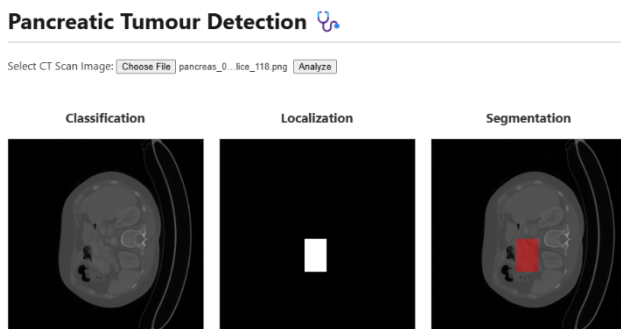 Pancreatic Tumour Detection
Select CT Scan Image: Choose File pancreas_0...lice_118.png Analyze
Classification Localization Segmentation